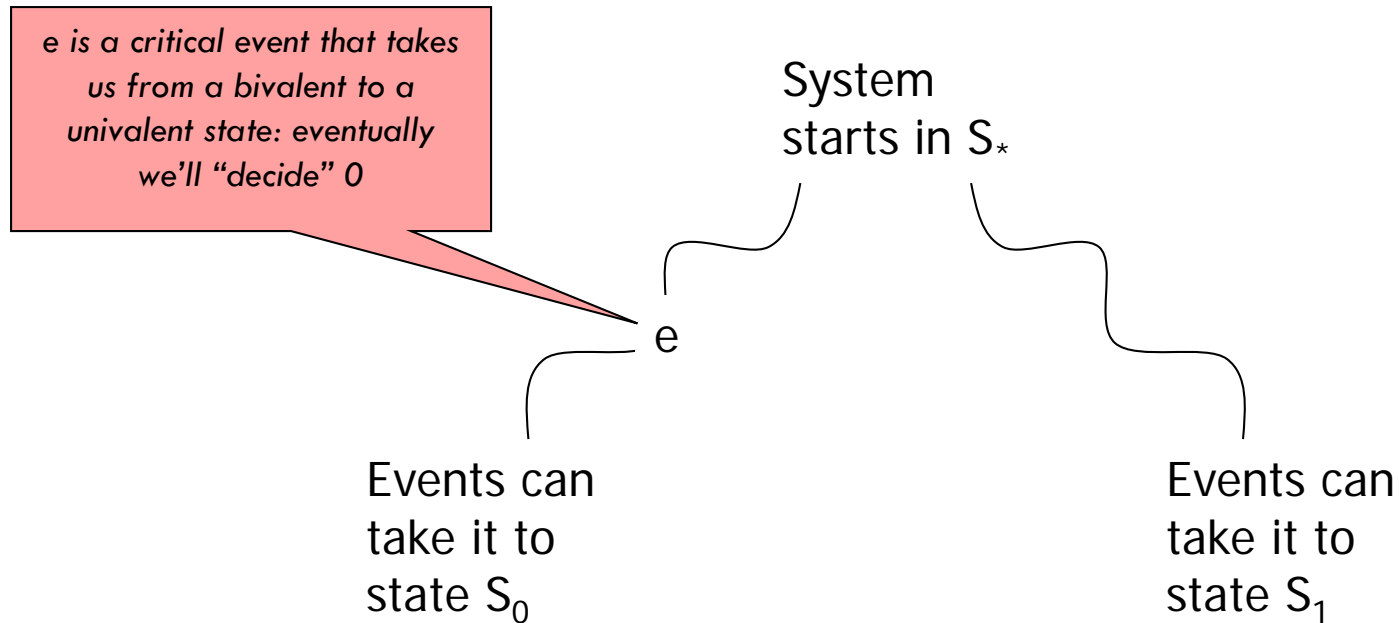 e is a critical event that takes
us from a bivalent to a
univalent state: eventually
we’ll “decide” 0
System
starts in S*
e
Events can
take it to
state S₀
Events can
take it to
state S₁